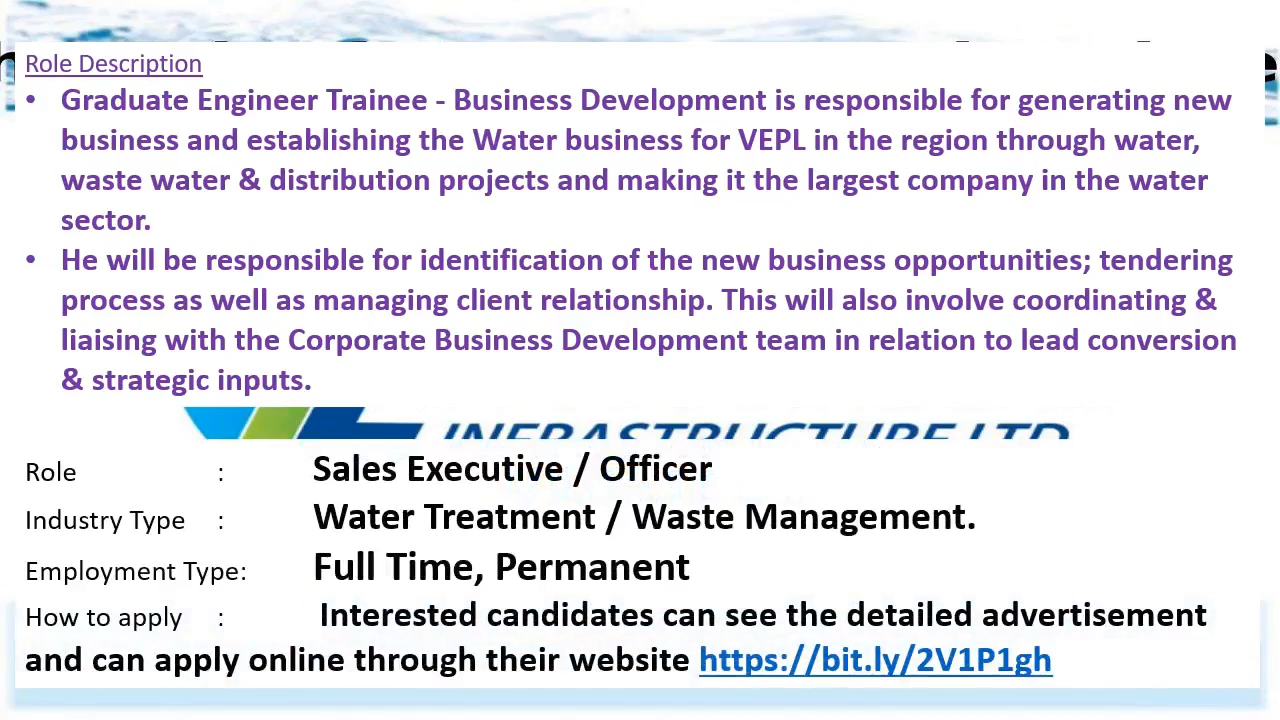 Role Description
• Graduate Engineer Trainee - Business Development is responsible for generating new
business and establishing the Water business for VEPL in the region through water,
waste water & distribution projects and making it the largest company in the water
sector.
• He will be responsible for identification of the new business opportunities; tendering
process as well as managing client relationship. This will also involve coordinating &
liaising with the Corporate Business Development team in relation to lead conversion
& strategic inputs.
INFRASTRUCTURE LTD
Role : Sales Executive / Officer
Industry Type : Water Treatment / Waste Management.
Employment Type: Full Time, Permanent
How to apply : Interested candidates can see the detailed advertisement
and can apply online through their website https://bit.ly/2V1P1gh